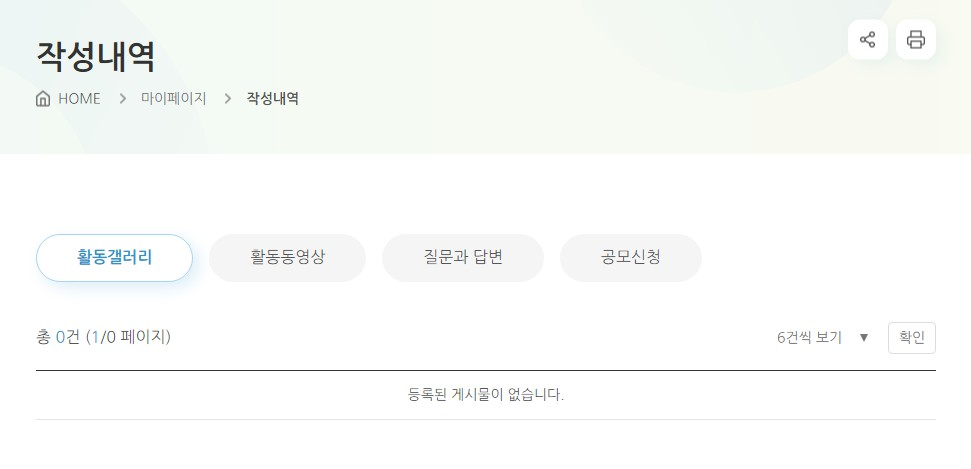 작성내역
HOME > 마이페이지 > 작성내역
활동갤러리 활동동영상 질문과 답변 공모신청
총 0건 (1/0 페이지) 6건씩 보기 ▼ 확인
등록된 게시물이 없습니다.